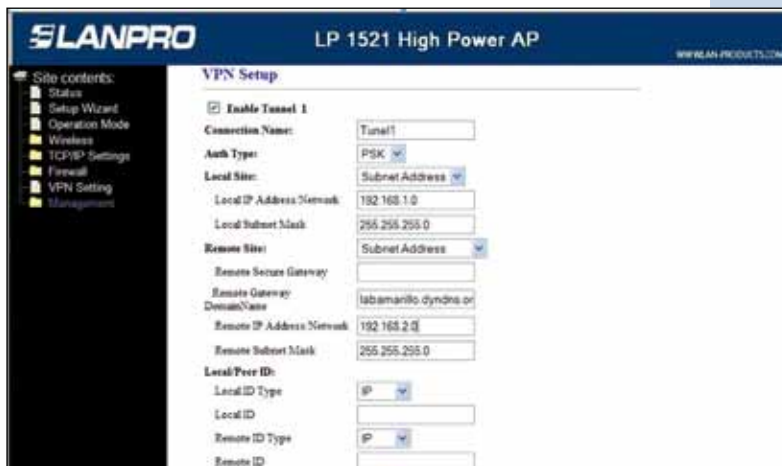 LANPRO
LP 1521 High Power AP
WWW.LAN-PRODUCTS.COM
Site contents:
Status
Setup Wizard
Operation Mode
Wireless
TCP/IP Settings
Firewall
VPN Setting
Management
VPN Setup
Enable Tunnel 1
Connection Name: Tunel1
Auth Type: PSK
Local Site: Subnet Address
Local IP Address/Network 192.168.1.0
Local Subnet Mask 255.255.255.0
Remote Site: Subnet Address
Remote Secure Gateway
Remote Gateway
DomainName labamarillo.dyndns.or
Remote IP Address/Network 192.168.2.0
Remote Subnet Mask 255.255.255.0
Local/Peer ID:
Local ID Type IP
Local ID
Remote ID Type IP
Remote ID